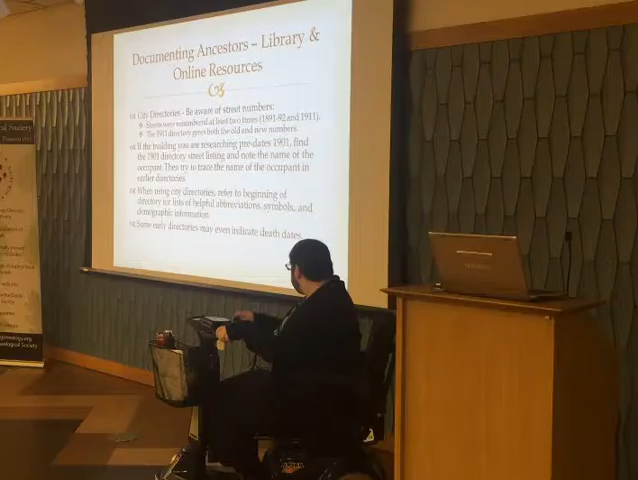 Documenting Ancestors – Library &
Online Resources
City Directories - Be aware of street numbers:
Streets were renumbered at least two times (1891-92 and 1911).
The 1911 directory gives both the old and new numbers.
If the building you are researching pre-dates 1901, find
the 1901 directory street listing and note the name of the
occupant. Then try to trace the name of the occupant in
earlier directories.
When using city directories, refer to beginning of
directory for lists of helpful abbreviations, symbols, and
demographic information.
Some early directories may even indicate death dates.
Society